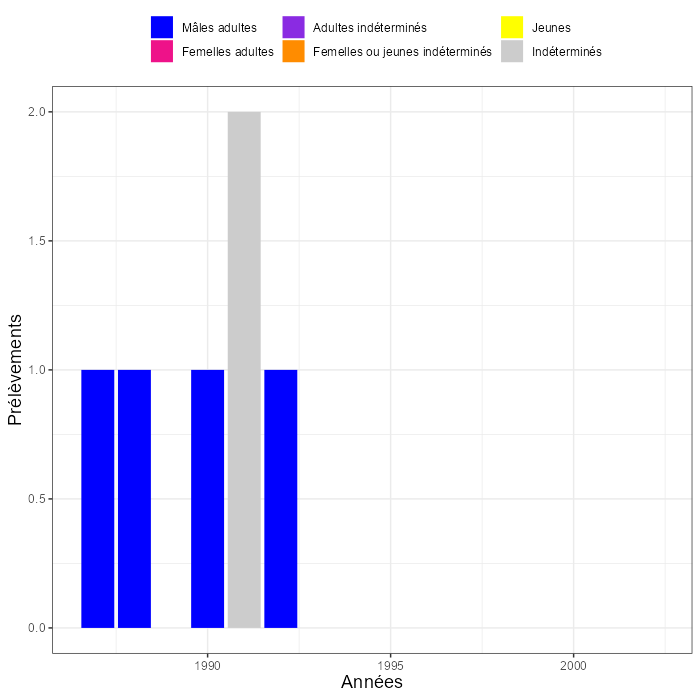 Mâles adultes
Adultes indéterminés
Jeunes
Femelles adultes
Femelles ou jeunes indéterminés
Indéterminés
2.0
1.5
1.0
0.5
0.0
Prélèvements
1990
1995
2000
Années